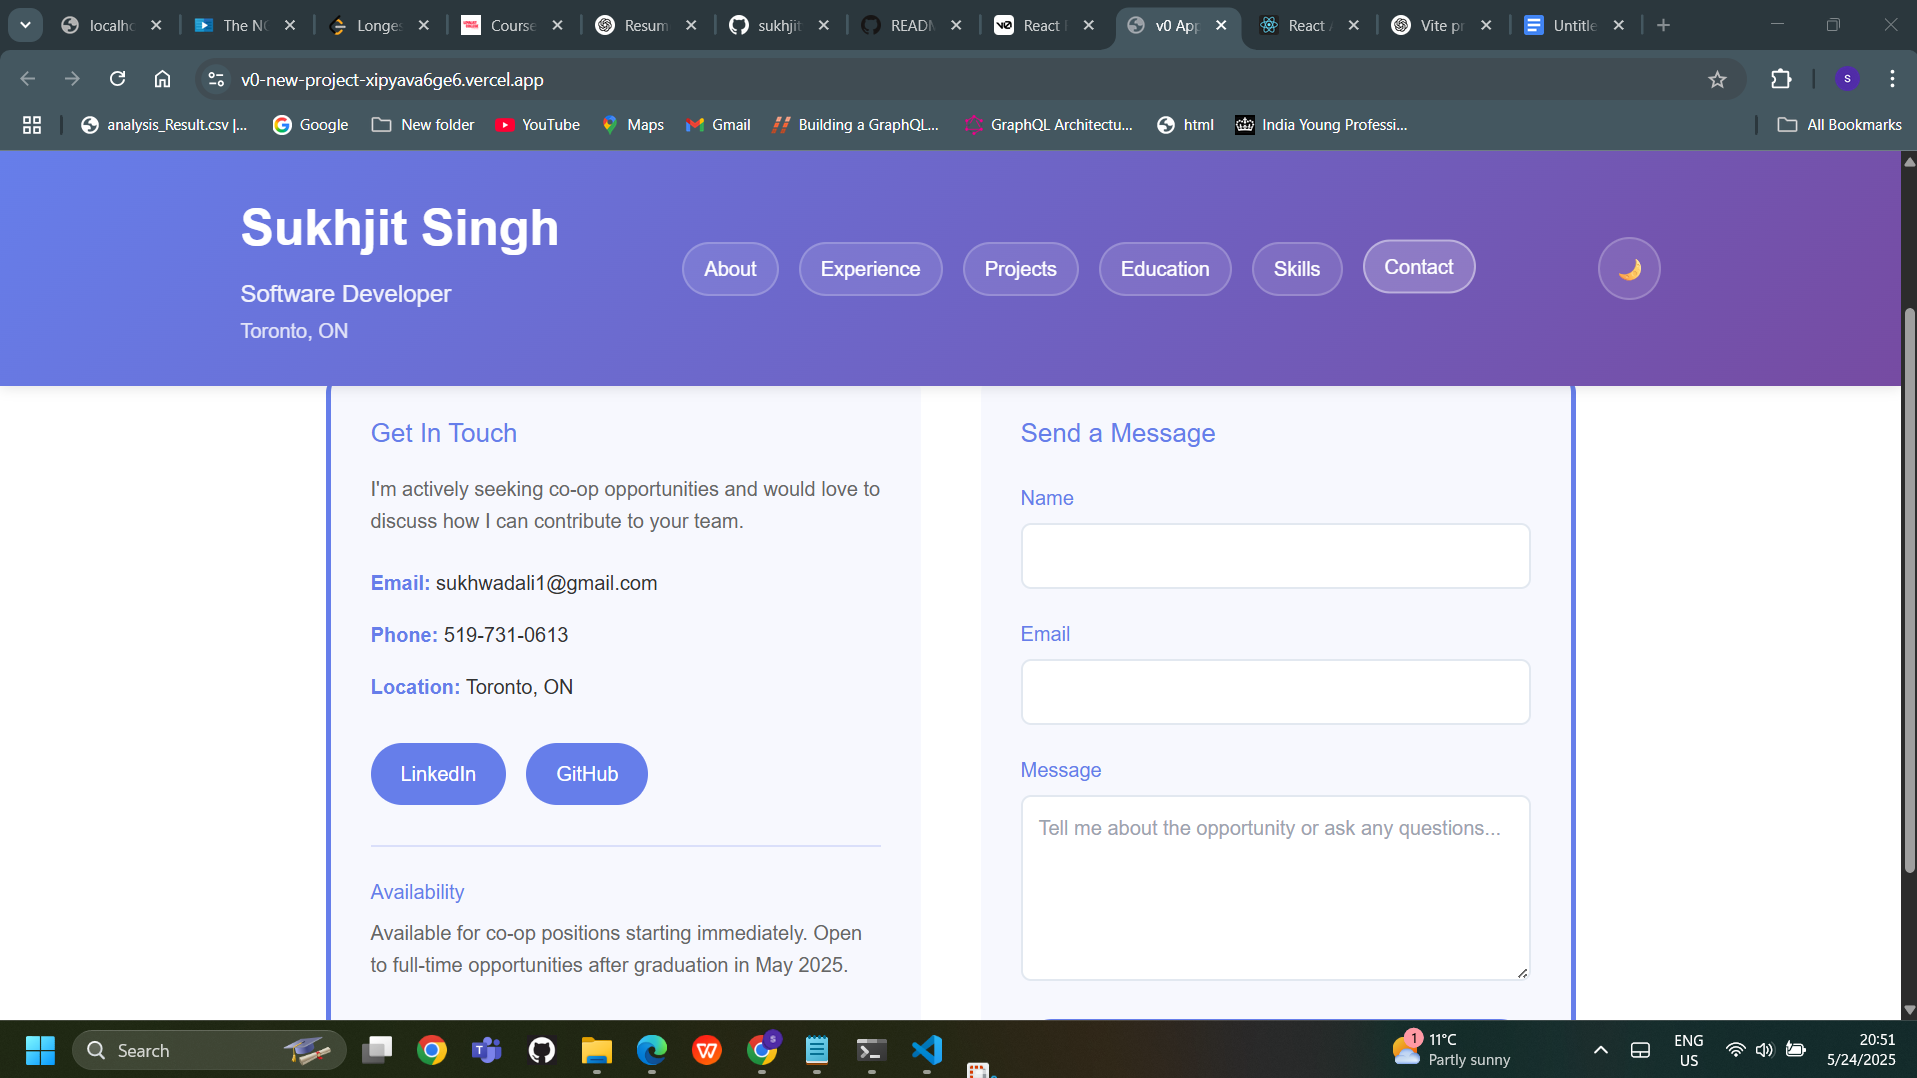 localhc
The NC
Longes
Course
Resum
sukhjit
READM
React
v0 App
React
Vite pr
Untitle
v0-new-project-xipyava6ge6.vercel.app
S
analysis_Result.csv |...
Google
New folder
YouTube
Maps
Gmail
Building a GraphQL...
GraphQL Architectu...
html
India Young Professi...
All Bookmarks
Sukhjit Singh
Software Developer
Toronto, ON
About
Experience
Projects
Education
Skills
Contact
Get In Touch
I'm actively seeking co-op opportunities and would love to
discuss how I can contribute to your team.
Email: sukhwadali1@gmail.com
Phone: 519-731-0613
Location: Toronto, ON
LinkedIn
GitHub
Availability
Available for co-op positions starting immediately. Open
to full-time opportunities after graduation in May 2025.
Send a Message
Name
Email
Message
Tell me about the opportunity or ask any questions...
Search
1
11°C
Partly sunny
ENG
US
20:51
5/24/2025